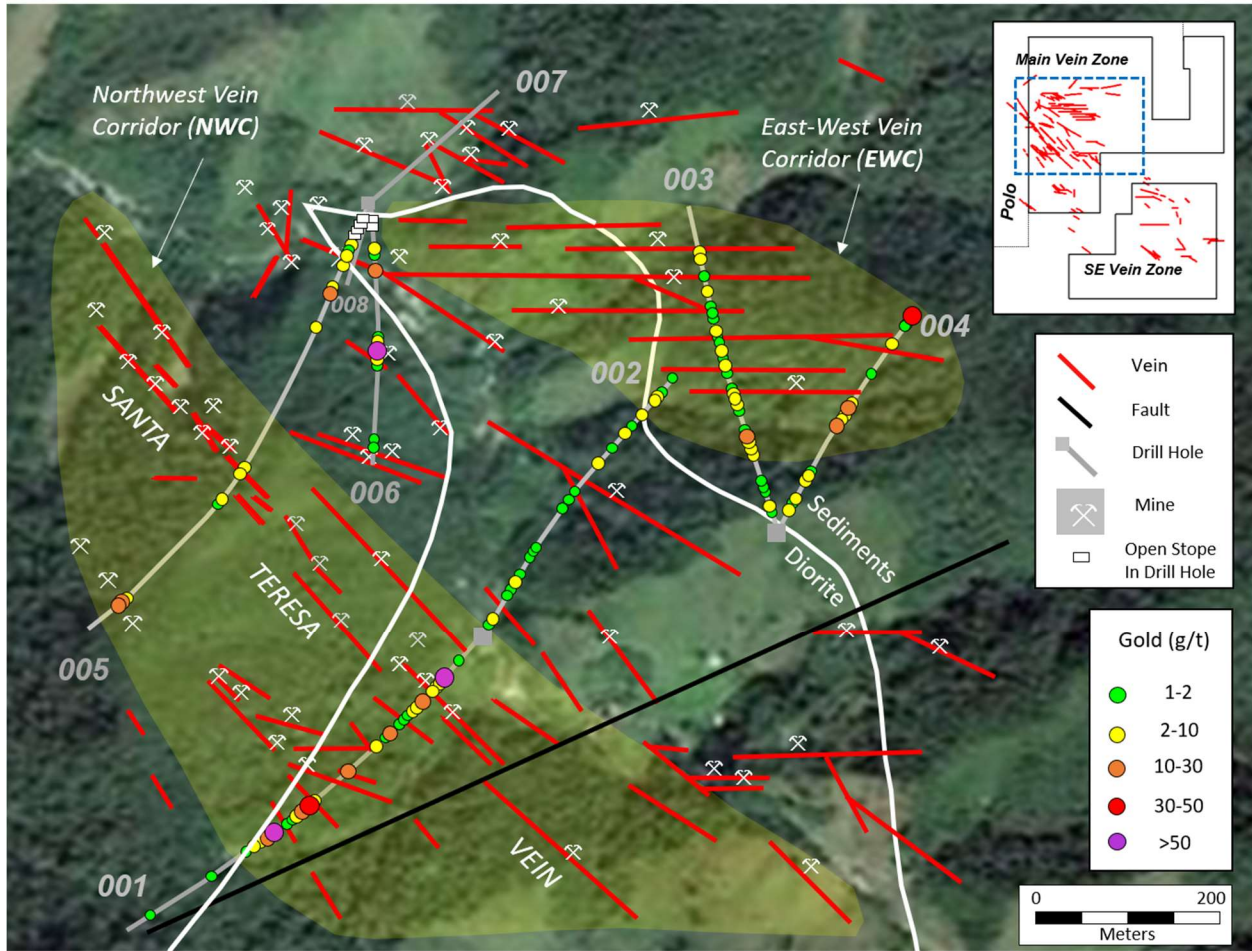 Northwest Vein
Corridor (NWC)
007
East-West Vein
Corridor (EWC)
003
008
004
002
SANTA
006
Sediments
Diorite
TERESA
005
VEIN
001
Main Vein Zone
Polo
SE Vein Zone
Vein
Fault
Drill Hole
Mine
Open Stope
In Drill Hole
Gold (g/t)
1-2
2-10
10-30
30-50
>50
0 200
Meters